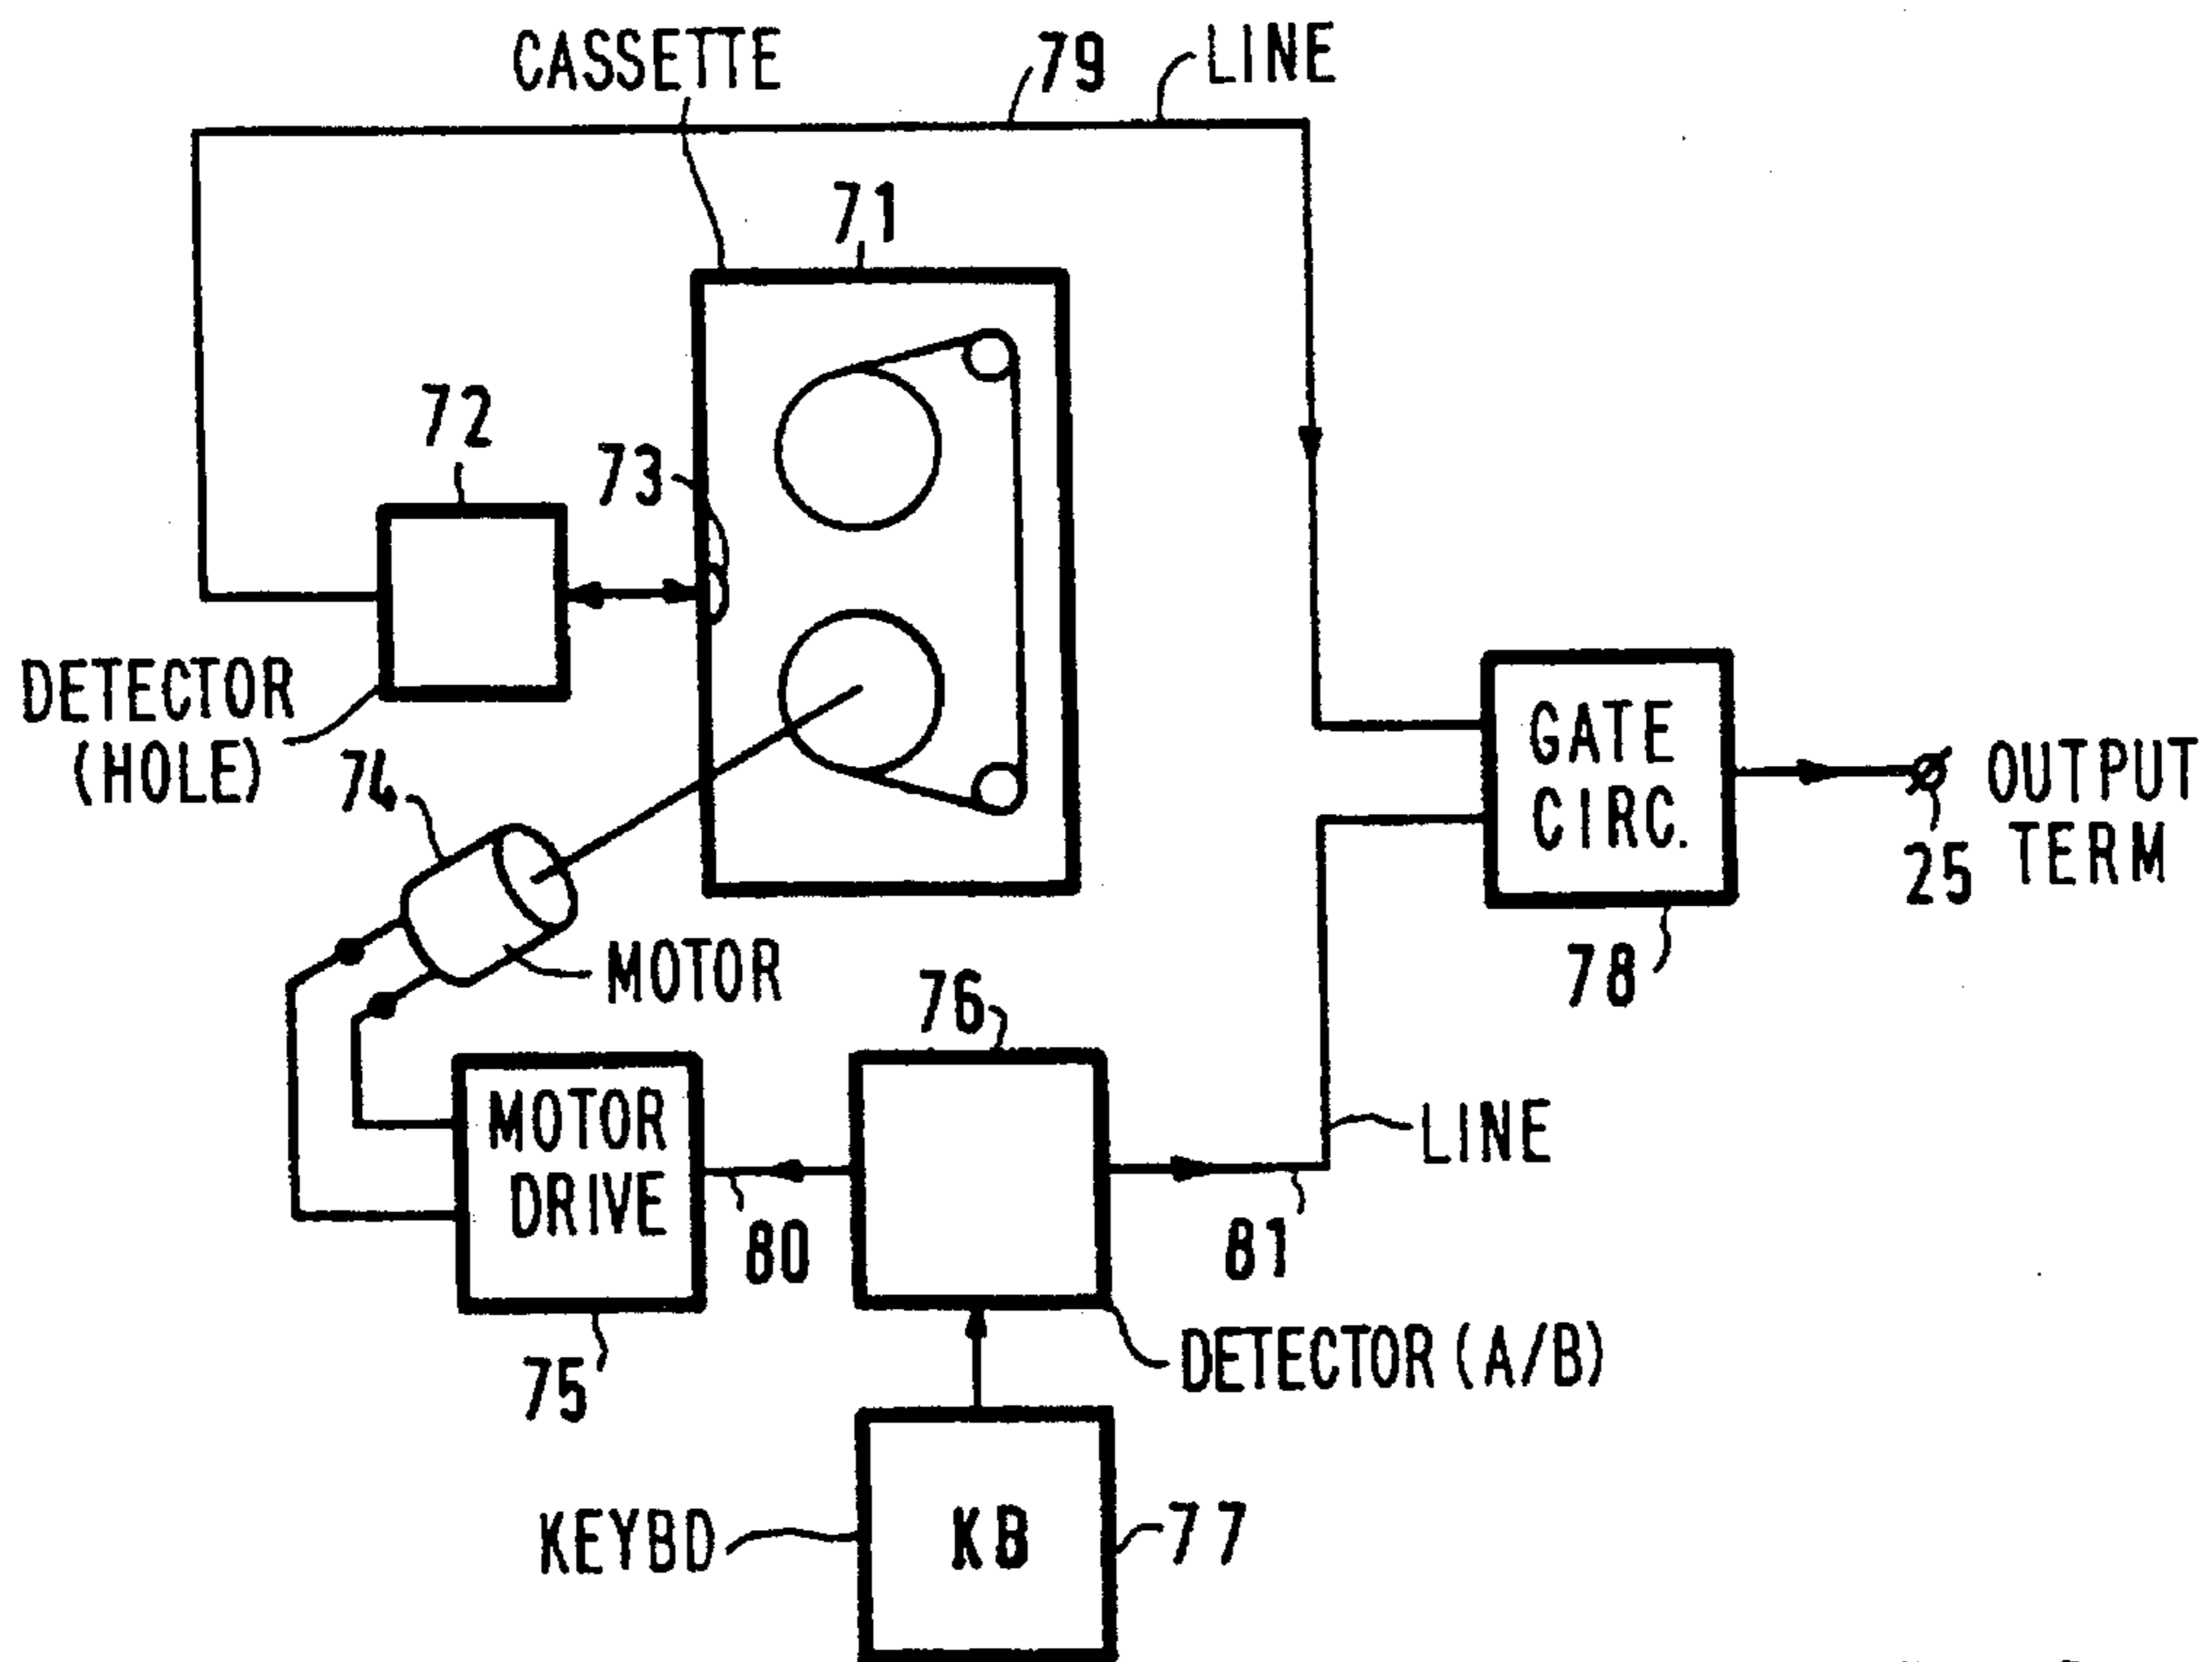 CASSETTE
79
LINE
71
72
73
DETECTOR
(HOLE)
74
MOTOR
GATE
CIRC.
OUTPUT
TERM
25
78
76
MOTOR
DRIVE
80
81
LINE
75
DETECTOR (A/B)
KEYBD
KB
77